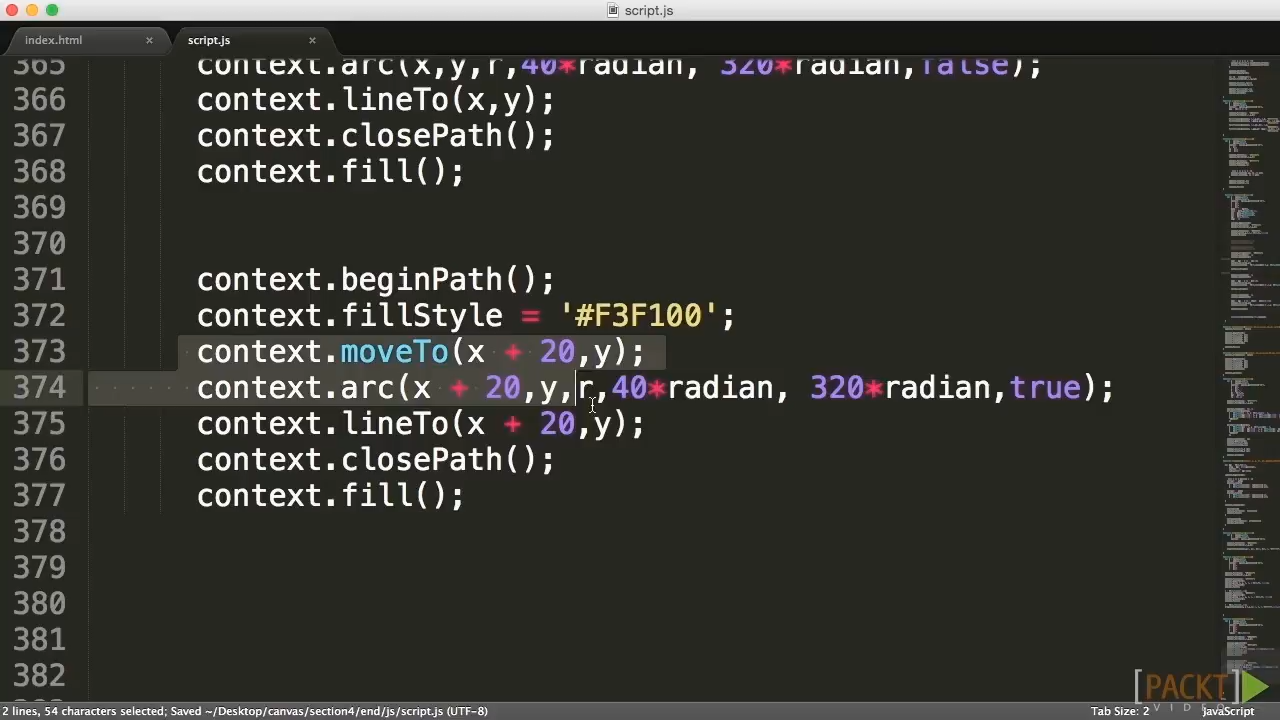 script.js
index.html × script.js ×
365 context.arc(x,y,r,40*radian, 320*radian,false);
366 context.lineTo(x,y);
367 context.closePath();
368 context.fill();
369
370
371 context.beginPath();
372 context.fillStyle = '#F3F100';
373 context.moveTo(x + 20,y);
374 context.arc(x + 20,y,r,40*radian, 320*radian,true);
375 context.lineTo(x + 20,y);
376 context.closePath();
377 context.fill();
378
379
380
381
382
[PACKT]
VIDEO
2 lines, 54 characters selected; Saved ~/Desktop/canvas/section4/end/js/script.js (UTF-8) Tab Size: 2 JavaScript